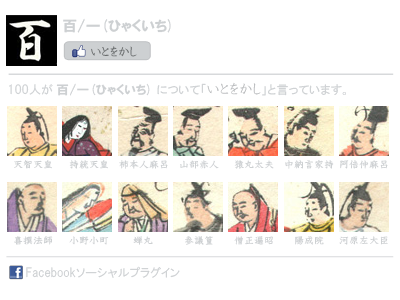 百
百/一(ひゃくいち)
いとをかし
100人が 百/一(ひゃくいち) について「いとをかし」と言っています。
天智天皇 持統天皇 柿本人麻呂 山部赤人 猿丸太夫 中納言家持 阿倍仲麻呂
喜撰法師 小野小町 蝉丸 参議篁 僧正遍昭 陽成院 河原左大臣
Facebookソーシャルプラグイン